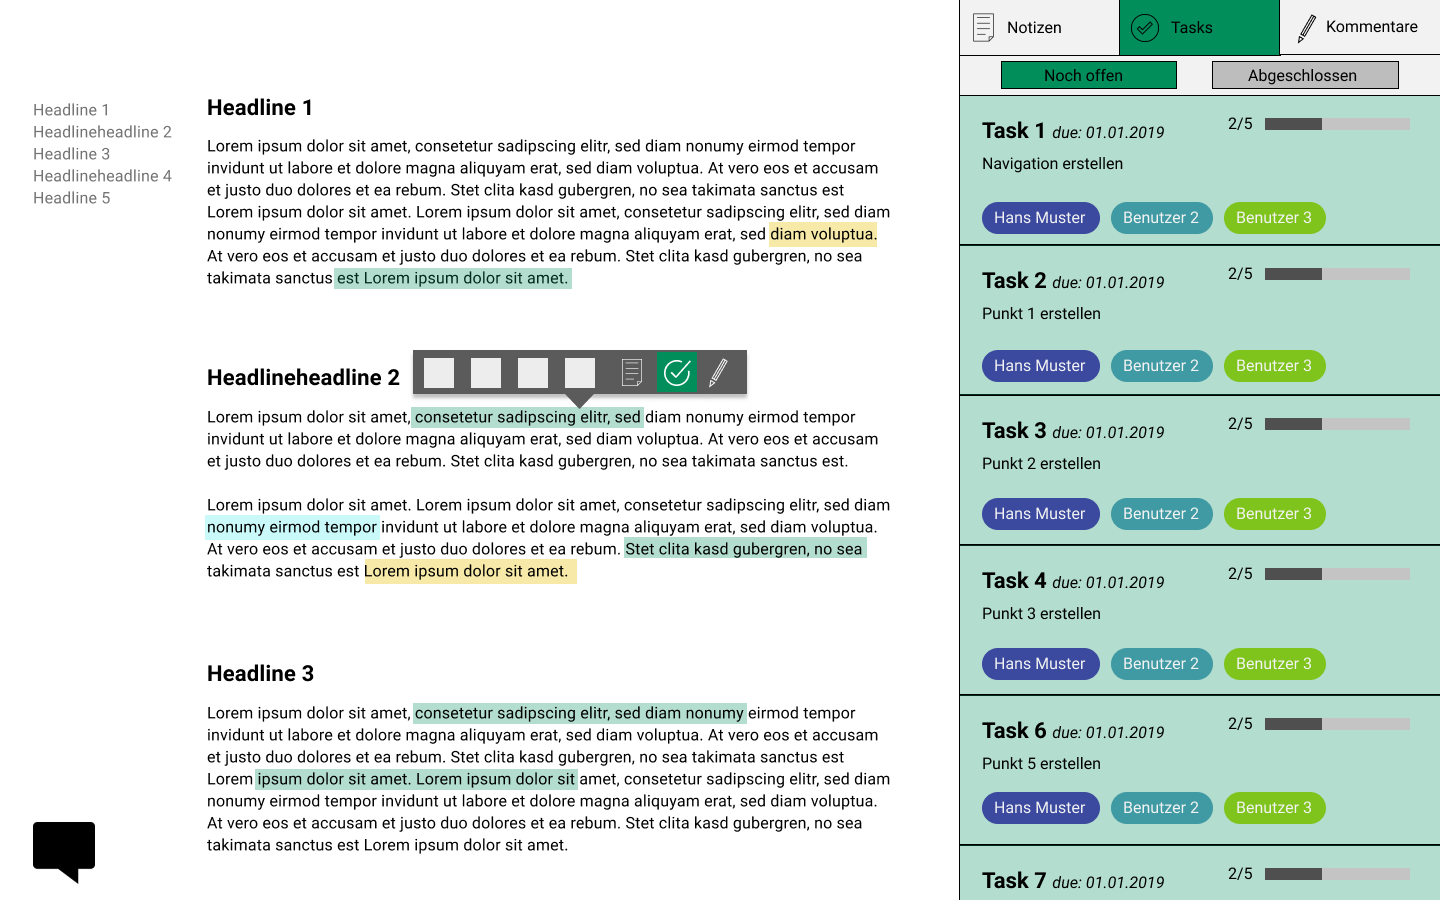 Headline 1
Headlineheadline 2
Headline 3
Headlineheadline 4
Headline 5
Headline 1
Lorem ipsum dolor sit amet, consetetur sadipscing elitr, sed diam nonumy eirmod tempor
invidunt ut labore et dolore magna aliquyam erat, sed diam voluptua. At vero eos et accusam
et justo duo dolores et ea rebum. Stet clita kasd gubergren, no sea takimata sanctus est
Lorem ipsum dolor sit amet. Lorem ipsum dolor sit amet, consetetur sadipscing elitr, sed diam
nonumy eirmod tempor invidunt ut labore et dolore magna aliquyam erat, sed diam voluptua.
At vero eos et accusam et justo duo dolores et ea rebum. Stet clita kasd gubergren, no sea
takimata sanctus est Lorem ipsum dolor sit amet.
Headlineheadline 2
Lorem ipsum dolor sit amet, consetetur sadipscing elitr, sed diam nonumy eirmod tempor
invidunt ut labore et dolore magna aliquyam erat, sed diam voluptua. At vero eos et accusam
et justo duo dolores et ea rebum. Stet clita kasd gubergren, no sea takimata sanctus est.
Lorem ipsum dolor sit amet. Lorem ipsum dolor sit amet, consetetur sadipscing elitr, sed diam
nonumy eirmod tempor invidunt ut labore et dolore magna aliquyam erat, sed diam voluptua.
At vero eos et accusam et justo duo dolores et ea rebum. Stet clita kasd gubergren, no sea
takimata sanctus est Lorem ipsum dolor sit amet.
Headline 3
Lorem ipsum dolor sit amet, consetetur sadipscing elitr, sed diam nonumy eirmod tempor
invidunt ut labore et dolore magna aliquyam erat, sed diam voluptua. At vero eos et accusam
et justo duo dolores et ea rebum. Stet clita kasd gubergren, no sea takimata sanctus est
Lorem ipsum dolor sit amet. Lorem ipsum dolor sit amet, consetetur sadipscing elitr, sed diam
nonumy eirmod tempor invidunt ut labore et dolore magna aliquyam erat, sed diam voluptua.
At vero eos et accusam et justo duo dolores et ea rebum. Stet clita kasd gubergren, no sea
takimata sanctus est Lorem ipsum dolor sit amet.
Notizen Tasks Kommentare
Noch offen Abgeschlossen
Task 1 due: 01.01.2019 2/5
Navigation erstellen
Hans Muster Benutzer 2 Benutzer 3
Task 2 due: 01.01.2019 2/5
Punkt 1 erstellen
Hans Muster Benutzer 2 Benutzer 3
Task 3 due: 01.01.2019 2/5
Punkt 2 erstellen
Hans Muster Benutzer 2 Benutzer 3
Task 4 due: 01.01.2019 2/5
Punkt 3 erstellen
Hans Muster Benutzer 2 Benutzer 3
Task 6 due: 01.01.2019 2/5
Punkt 5 erstellen
Hans Muster Benutzer 2 Benutzer 3
Task 7 due: 01.01.2019 2/5